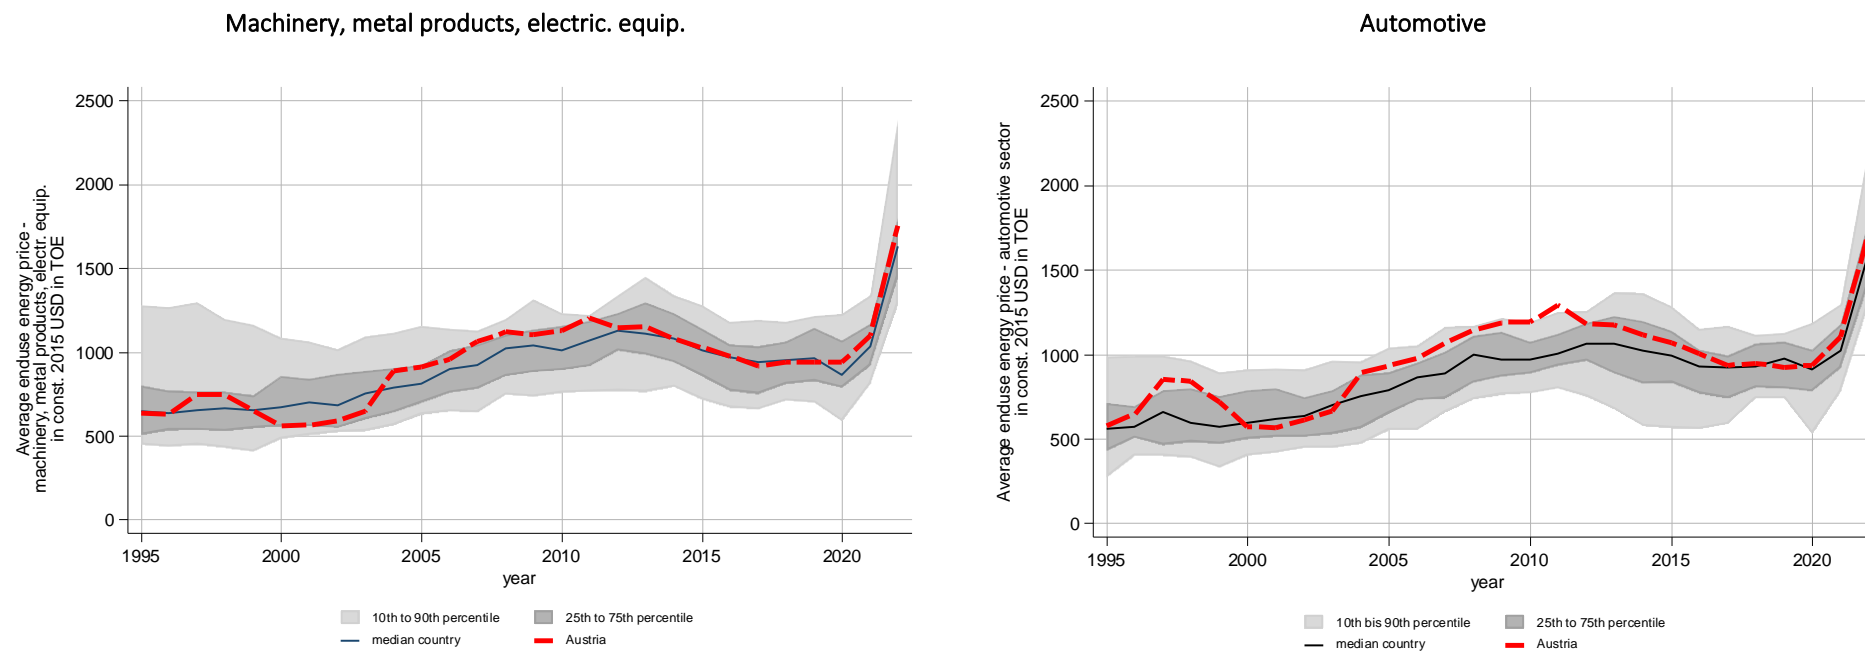 Machinery, metal products, electric. equip.
Average enduse energy price -
machinery, metal products, electr. equip.
in const. 2015 USD in TOE
2500
2000
1500
1000
500
0
1995
2000
2005
2010
2015
2020
year
10th to 90th percentile
25th to 75th percentile
median country
Austria
Automotive
Average enduse energy price - automotive sector
in const. 2015 USD in TOE
2500
2000
1500
1000
500
0
1995
2000
2005
2010
2015
2020
year
10th bis 90th percentile
25th to 75th percentile
median country
Austria